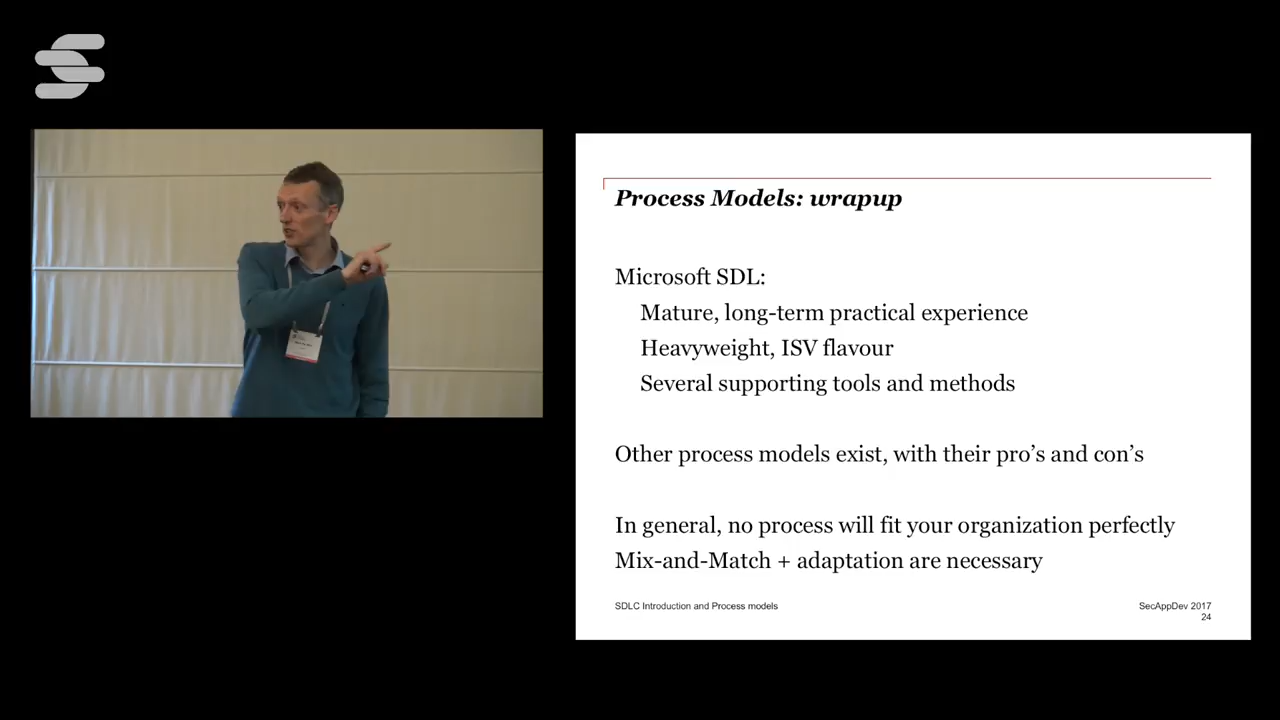 Process Models: wrapup
Microsoft SDL:
Mature, long-term practical experience
Heavyweight, ISV flavour
Several supporting tools and methods
Other process models exist, with their pro’s and con’s
In general, no process will fit your organization perfectly
Mix-and-Match + adaptation are necessary
SDLC Introduction and Process models
SecAppDev 2017
24